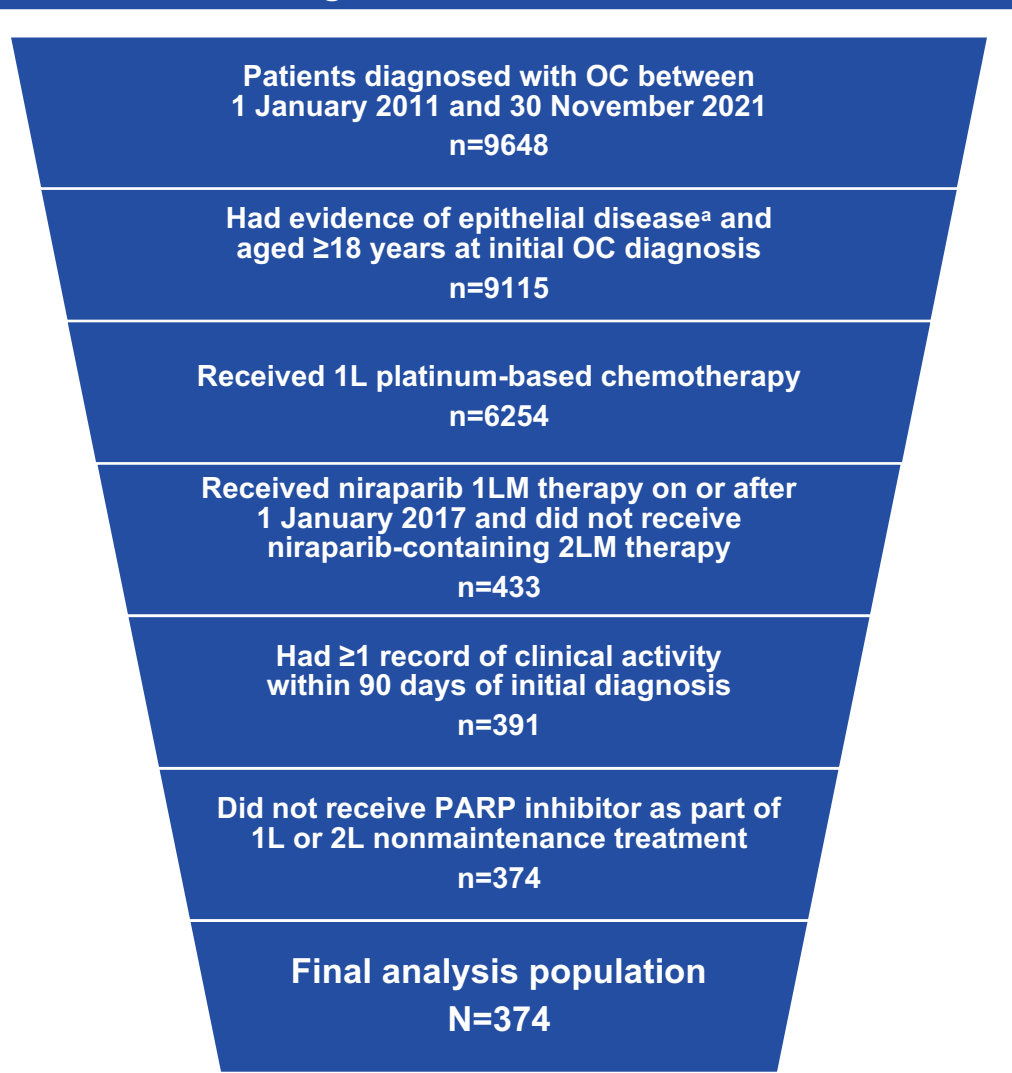 Patients diagnosed with OC between
1 January 2011 and 30 November 2021
n=9648
Had evidence of epithelial diseaseᵃ and
aged ≥18 years at initial OC diagnosis
n=9115
Received 1L platinum-based chemotherapy
n=6254
Received niraparib 1LM therapy on or after
1 January 2017 and did not receive
niraparib-containing 2LM therapy
n=433
Had ≥1 record of clinical activity
within 90 days of initial diagnosis
n=391
Did not receive PARP inhibitor as part of
1L or 2L nonmaintenance treatment
n=374
Final analysis population
N=374